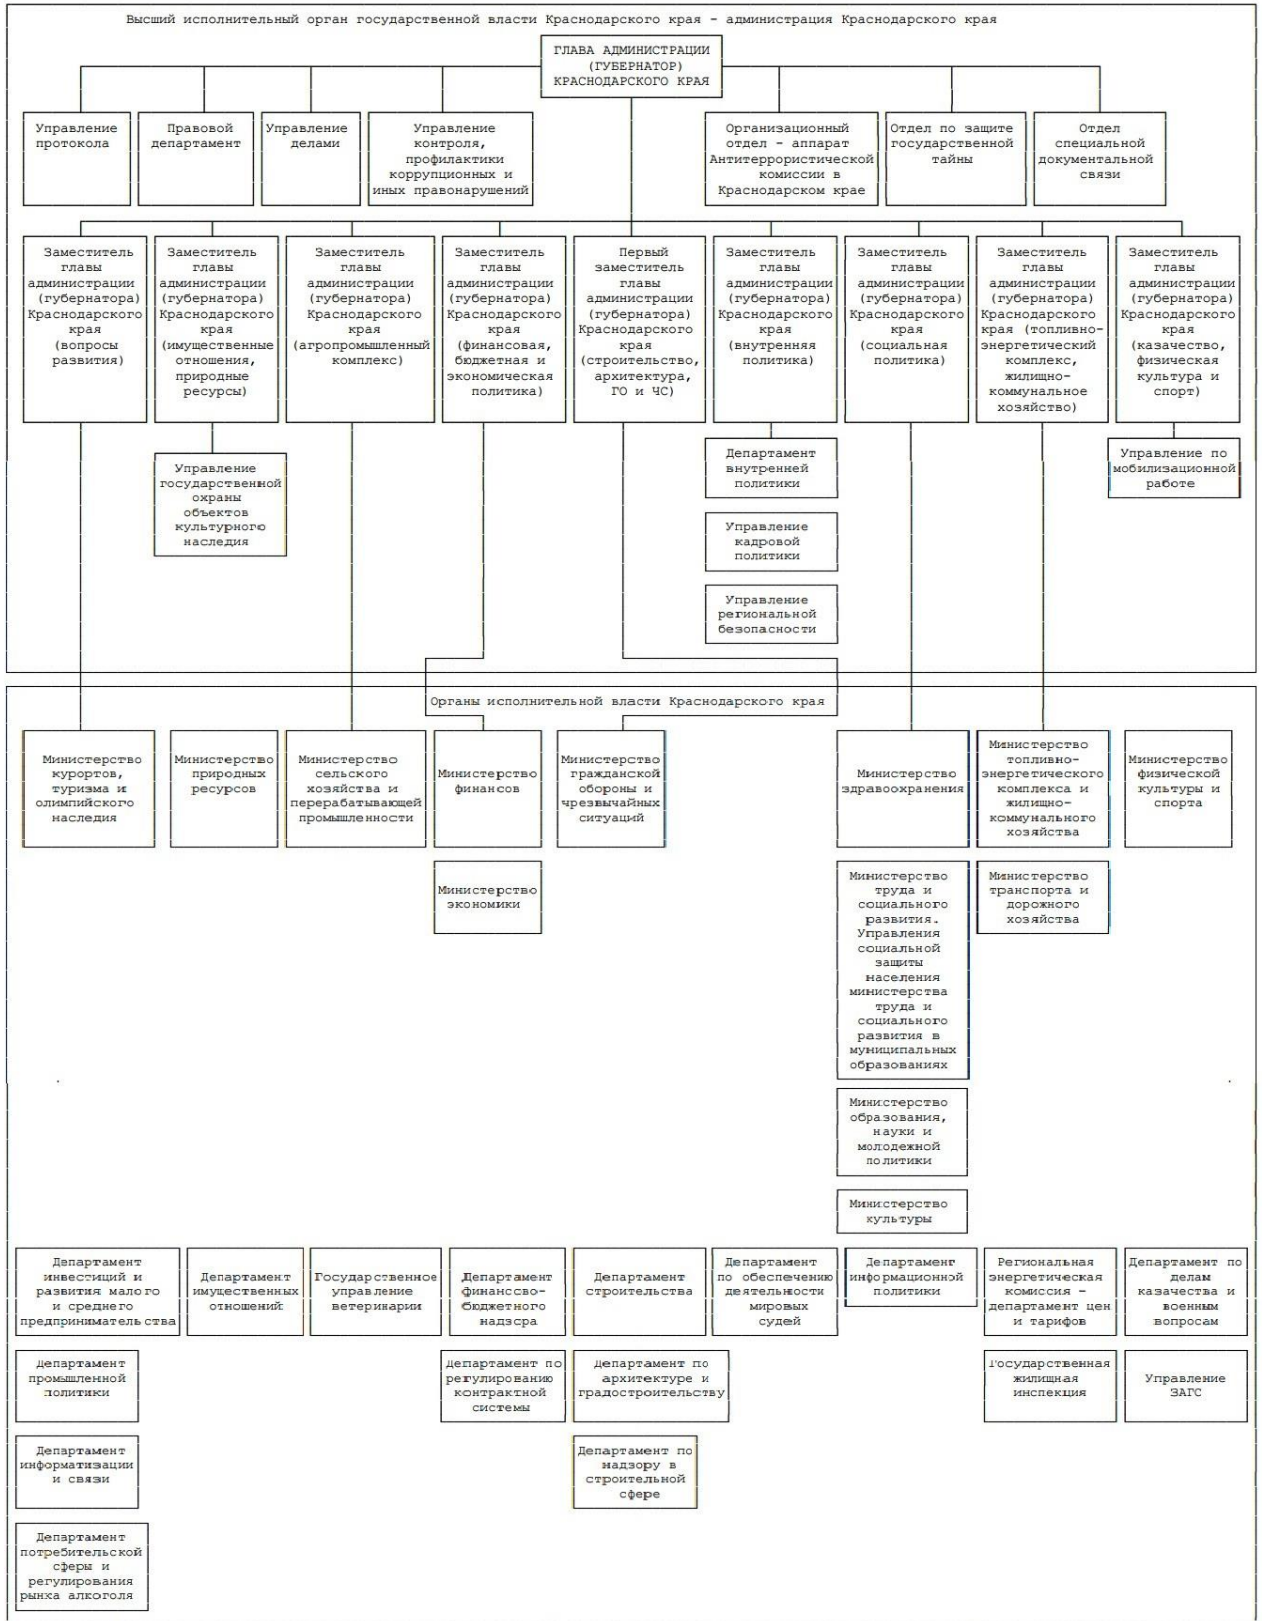 Высший исполнительный орган государственной власти Краснодарского края - администрация Краснодарского края
ГЛАВА АДМИНИСТРАЦИИ
(ГУБЕРНАТОР)
КРАСНОДАРСКОГО КРАЯ
Управление
протокола
Правовой
департамент
Управление
делами
Управление
контроля,
профилактики
коррупционных и
иных правонарушений
Организационный
отдел - аппарат
Антитеррористической
комиссии в
Краснодарском крае
Отдел по защите
государственной
тайны
Отдел
специальной
документальной
связи
Заместитель
главы
администрации
(губернатора)
Краснодарского
края
(вопросы
развития)
Заместитель
главы
администрации
(губернатора)
Краснодарского
края
(имущественные
отношения,
природные
ресурсы)
Заместитель
главы
администрации
(губернатора)
Краснодарского
края
(агропромышленный
комплекс)
Заместитель
главы
администрации
(губернатора)
Краснодарского
края
(финансовая,
бюджетная и
экономическая
политика)
Первый
заместитель
главы
администрации
(губернатора)
Краснодарского
края
(строительство,
архитектура,
ГО и ЧС)
Заместитель
главы
администрации
(губернатора)
Краснодарского
края
(внутренняя
политика)
Заместитель
главы
администрации
(губернатора)
Краснодарского
края
(социальная
политика)
Заместитель
главы
администрации
(губернатора)
Краснодарского
края (топливно-
энергетический
комплекс,
жилищно-
коммунальное
хозяйство)
Заместитель
главы
администрации
(губернатора)
Краснодарского
края
(казачество,
физическая
культура и
спорт)
Управление
государственной
охраны
объектов
культурного
наследия
Департамент
внутренней
политики
Управление
кадровой
политики
Управление
региональной
безопасности
Управление по
мобилизационной
работе
Органы исполнительной власти Краснодарского края
Министерство
курортов,
туризма и
олимпийского
наследия
Министерство
природных
ресурсов
Министерство
сельского
хозяйства и
перерабатывающей
промышленности
Министерство
финансов
Министерство
гражданской
обороны и
чрезвычайных
ситуаций
Министерство
здравоохранения
Министерство
топливно-
энергетического
комплекса и
жилищно-
коммунального
хозяйства
Министерство
физической
культуры и
спорта
Министерство
экономики
Министерство
труда и
социального
развития.
Управления
социальной
защиты
населения
министерства
труда и
социального
развития в
муниципальных
образованиях
Министерство
транспорта и
дорожного
хозяйства
Министерство
образования,
науки и
молодежной
политики
Министерство
культуры
Департамент
инвестиций и
развития малого
и среднего
предпринимательства
Департамент
имущественных
отношений
Государственное
управление
ветеринарии
Департамент
финансово-
бюджетного
надзора
Департамент
строительства
Департамент
по обеспечению
деятельности
мировых
судей
Департамент
информационной
политики
Региональная
энергетическая
комиссия -
департамент цен
и тарифов
Департамент по
делам
казачества и
военным
вопросам
Департамент
промышленной
политики
Департамент по
регулированию
контрактной
системы
Департамент по
архитектуре и
градостроительству
Государственная
жилищная
инспекция
Управление
ЗАГС
Департамент
информатизации
и связи
Департамент по
надзору в
строительной
сфере
Департамент
потребительской
сферы и
регулирования
рынка алкоголя